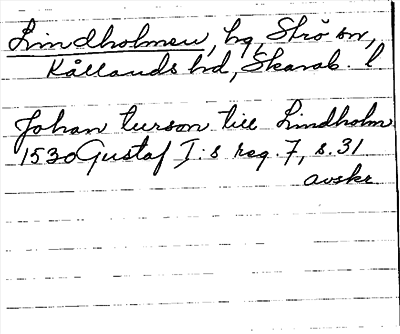 Lindholmen, hg, Strö sn,
Kållands hd, Skarab. l.
Johan Turson till Lindholm
1530 Gustaf I:s reg. 7, s. 31
avskr.